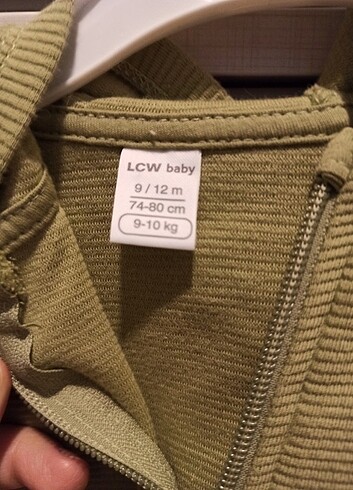 LCW baby
9 / 12 m
74-80 cm
9-10 kg